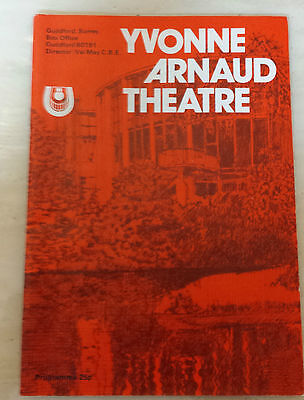 Guildford, Surrey
Box Office
Guildford 60191
Director Val May C.B.E.
YVONNE
ARNAUD
THEATRE
Programme 25p